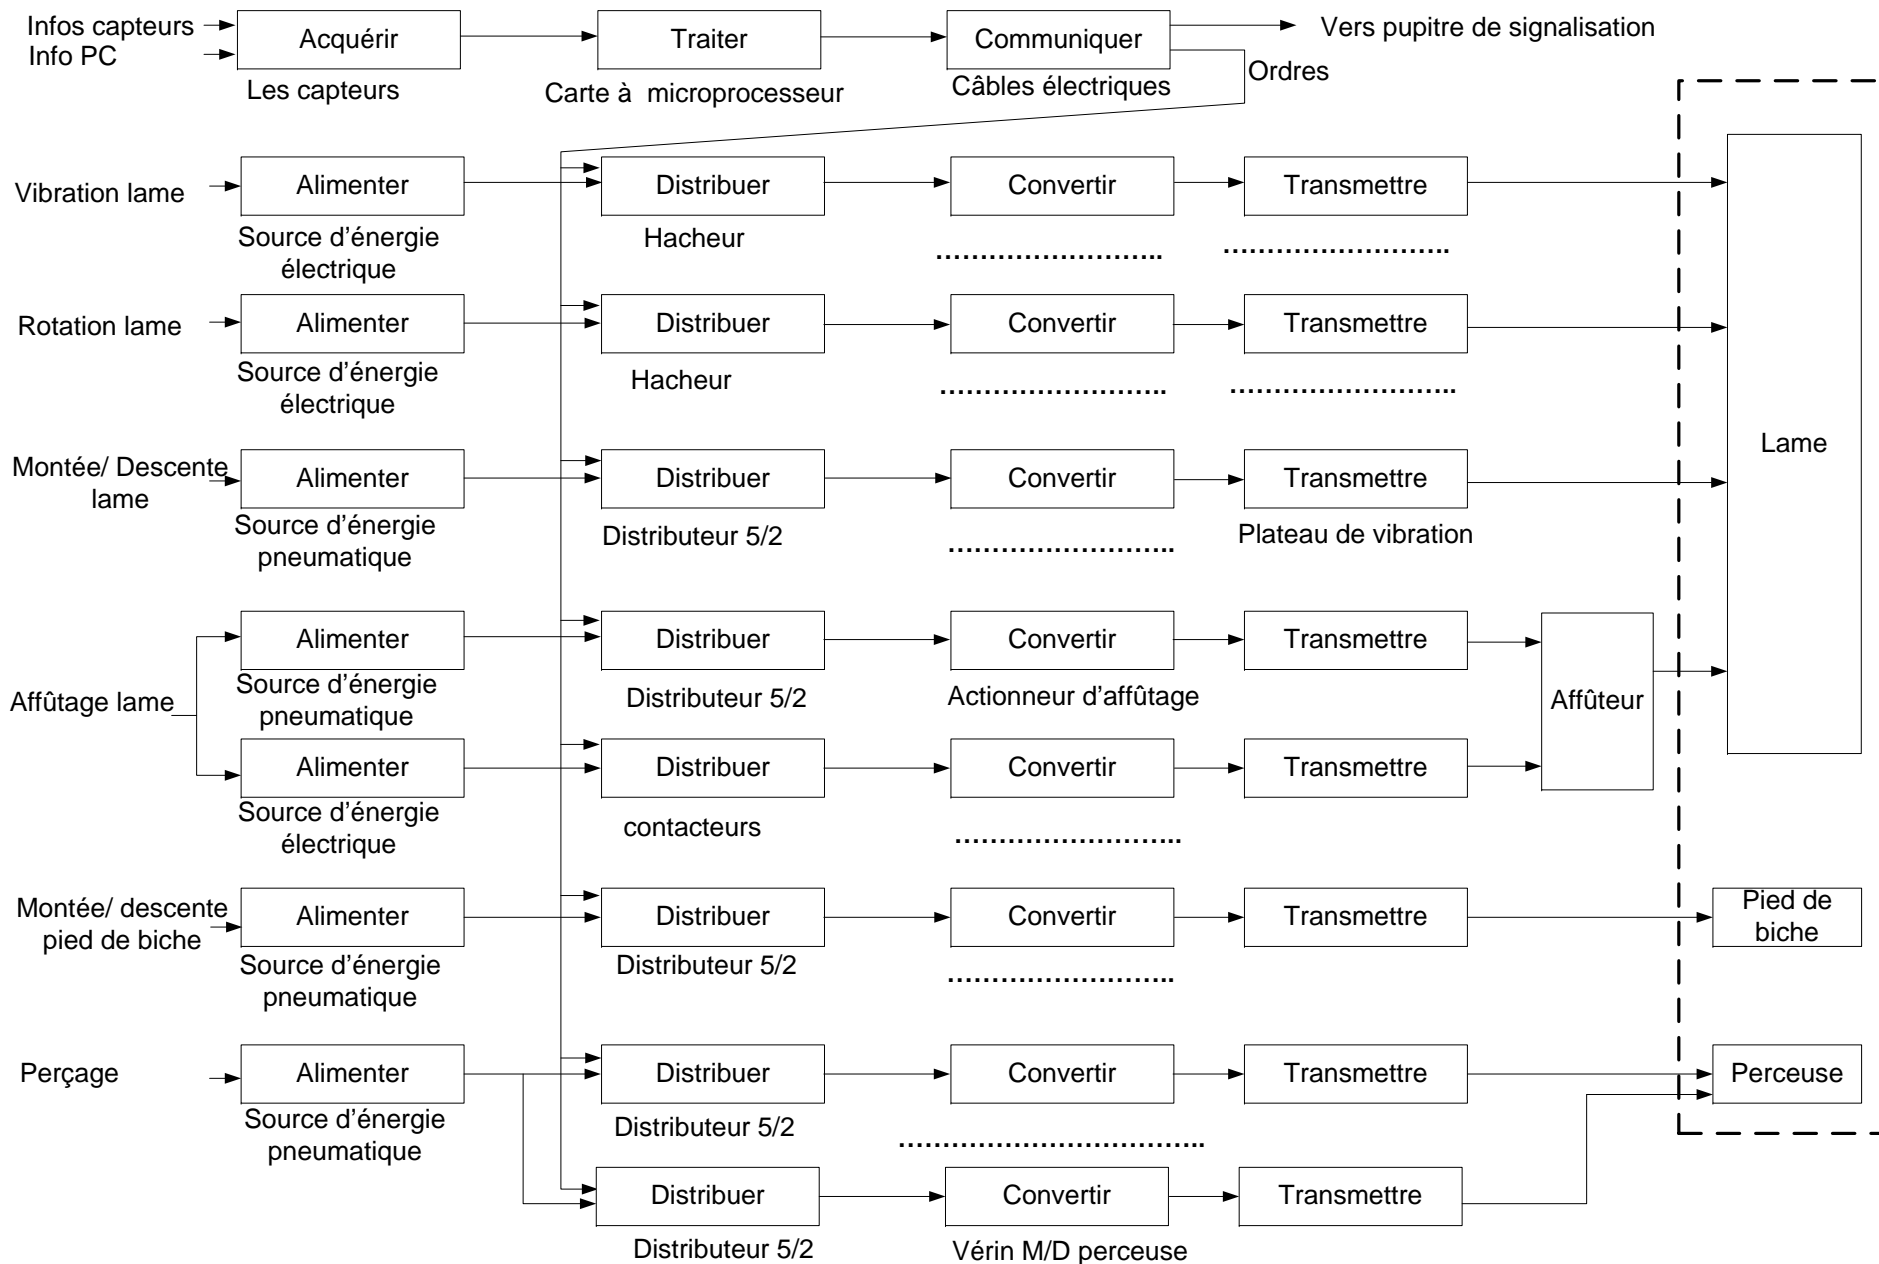 Infos capteurs
Info PC
Acquérir
Traiter
Communiquer
Vers pupitre de signalisation
Ordres
Les capteurs
Carte à microprocesseur
Câbles électriques
Vibration lame
Alimenter
Distribuer
Convertir
Transmettre
Source d'énergie
électrique
Hacheur
……………………..
……………………..
Rotation lame
Alimenter
Distribuer
Convertir
Transmettre
Source d'énergie
électrique
Hacheur
……………………..
……………………..
Lame
Montée/ Descente
lame
Alimenter
Distribuer
Convertir
Transmettre
Source d'énergie
pneumatique
Distributeur 5/2
……………………..
Plateau de vibration
Affûtage lame
Alimenter
Distribuer
Convertir
Transmettre
Source d'énergie
pneumatique
Distributeur 5/2
Actionneur d’affûtage
Affûteur
Alimenter
Distribuer
Convertir
Transmettre
Source d’énergie
électrique
contacteurs
……………………..
Montée/ descente
pied de biche
Alimenter
Distribuer
Convertir
Transmettre
Pied de
biche
Source d'énergie
pneumatique
Distributeur 5/2
……………………..
Perçage
Alimenter
Distribuer
Convertir
Transmettre
Perceuse
Source d'énergie
pneumatique
Distributeur 5/2
……………………………..
Distribuer
Convertir
Transmettre
Distributeur 5/2
Vérin M/D perceuse